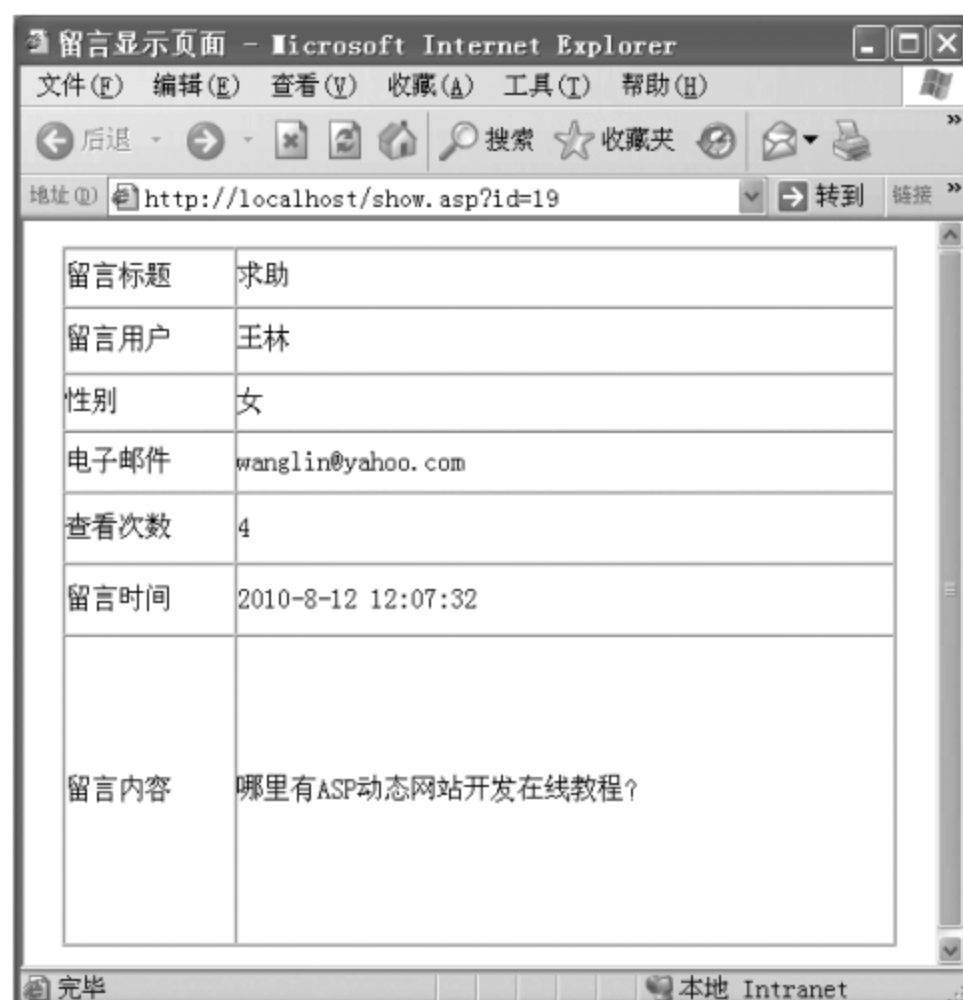 留言显示页面 - Microsoft Internet Explorer
文件(F) 编辑(E) 查看(V) 收藏(A) 工具(T) 帮助(H)
后退 搜索 收藏夹 »
地址(D) http://localhost/show.asp?id=19 转到 链接 »
留言标题 求助
留言用户 王林
性别 女
电子邮件 wanglin@yahoo.com
查看次数 4
留言时间 2010-8-12 12:07:32
留言内容 哪里有ASP动态网站开发在线教程?
完毕 本地 Intranet